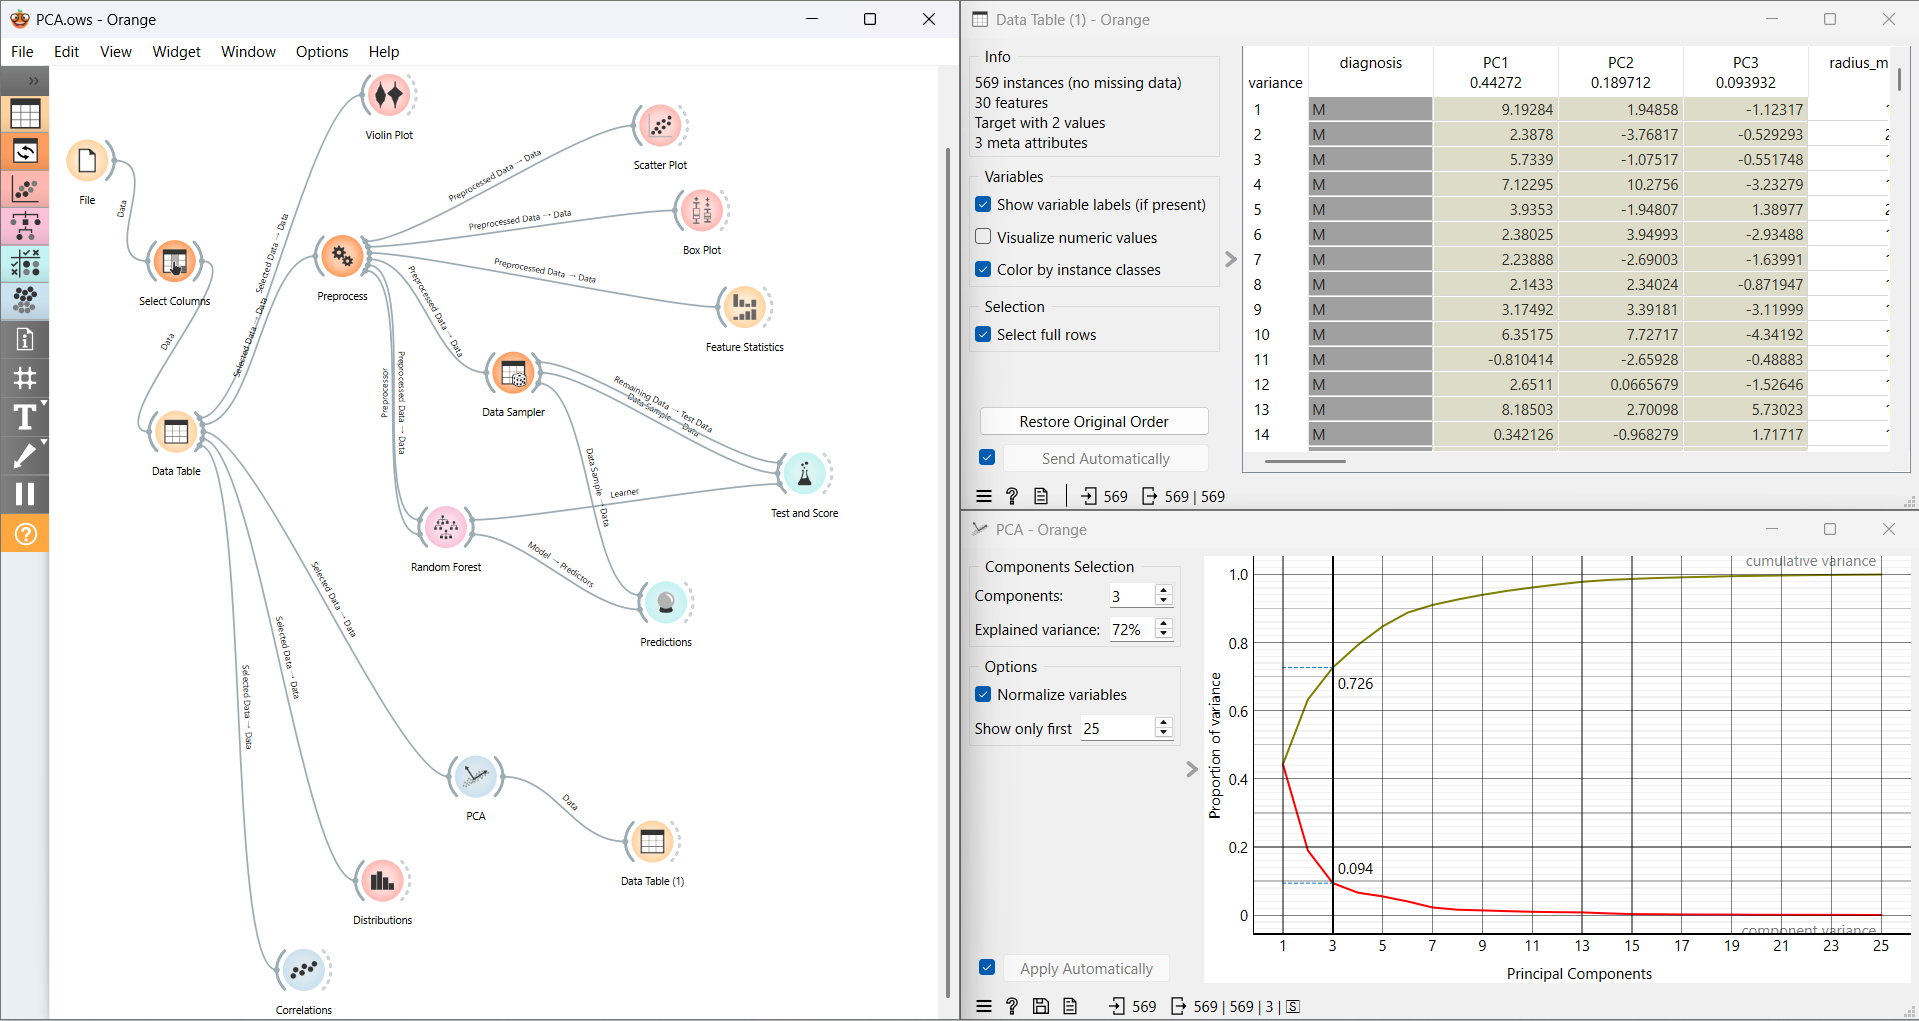 PCA.ows - Orange
File Edit View Widget Window Options Help
Violin Plot
Scatter Plot
File
Box Plot
Select Columns
Preprocess
Feature Statistics
Data Sampler
Data Table
Test and Score
Random Forest
Predictions
PCA
Data Table (1)
Distributions
Correlations
Data
Data
Selected Data → Data
Selected Data → Data
Preprocessed Data → Data
Preprocessed Data → Data
Preprocessed Data → Data
Preprocessed Data → Data
Preprocessor
Preprocessed Data → Data
Remaining Data → Test Data
Data Sample → Data
Data Sample → Data
Learner
Model → Predictors
Selected Data → Data
Selected Data → Data
Selected Data → Data
Data
Data Table (1) - Orange
Info
569 instances (no missing data)
30 features
Target with 2 values
3 meta attributes
Variables
Show variable labels (if present)
Visualize numeric values
Color by instance classes
Selection
Select full rows
Restore Original Order
Send Automatically
569 569 | 569
diagnosis PC1 PC2 PC3 radius_m
variance 0.44272 0.189712 0.093932
1 M 9.19284 1.94858 -1.12317
2 M 2.3878 -3.76817 -0.529293
3 M 5.7339 -1.07517 -0.551748
4 M 7.12295 10.2756 -3.23279
5 M 3.9353 -1.94807 1.38977
6 M 2.38025 3.94993 -2.93488
7 M 2.23888 -2.69003 -1.63991
8 M 2.1433 2.34024 -0.871947
9 M 3.17492 3.39181 -3.11999
10 M 6.35175 7.72717 -4.34192
11 M -0.810414 -2.65928 -0.48883
12 M 2.6511 0.0665679 -1.52646
13 M 8.18503 2.70098 5.73023
14 M 0.342126 -0.968279 1.71717
PCA - Orange
Components Selection
Components: 3
Explained variance: 72%
Options
Normalize variables
Show only first 25
Apply Automatically
569 569 | 569 | 3 | S
cumulative variance
1.0
0.8
0.726
0.6
0.4
0.2
0.094
0
component variance
Proportion of variance
1 3 5 7 9 11 13 15 17 19 21 23 25
Principal Components